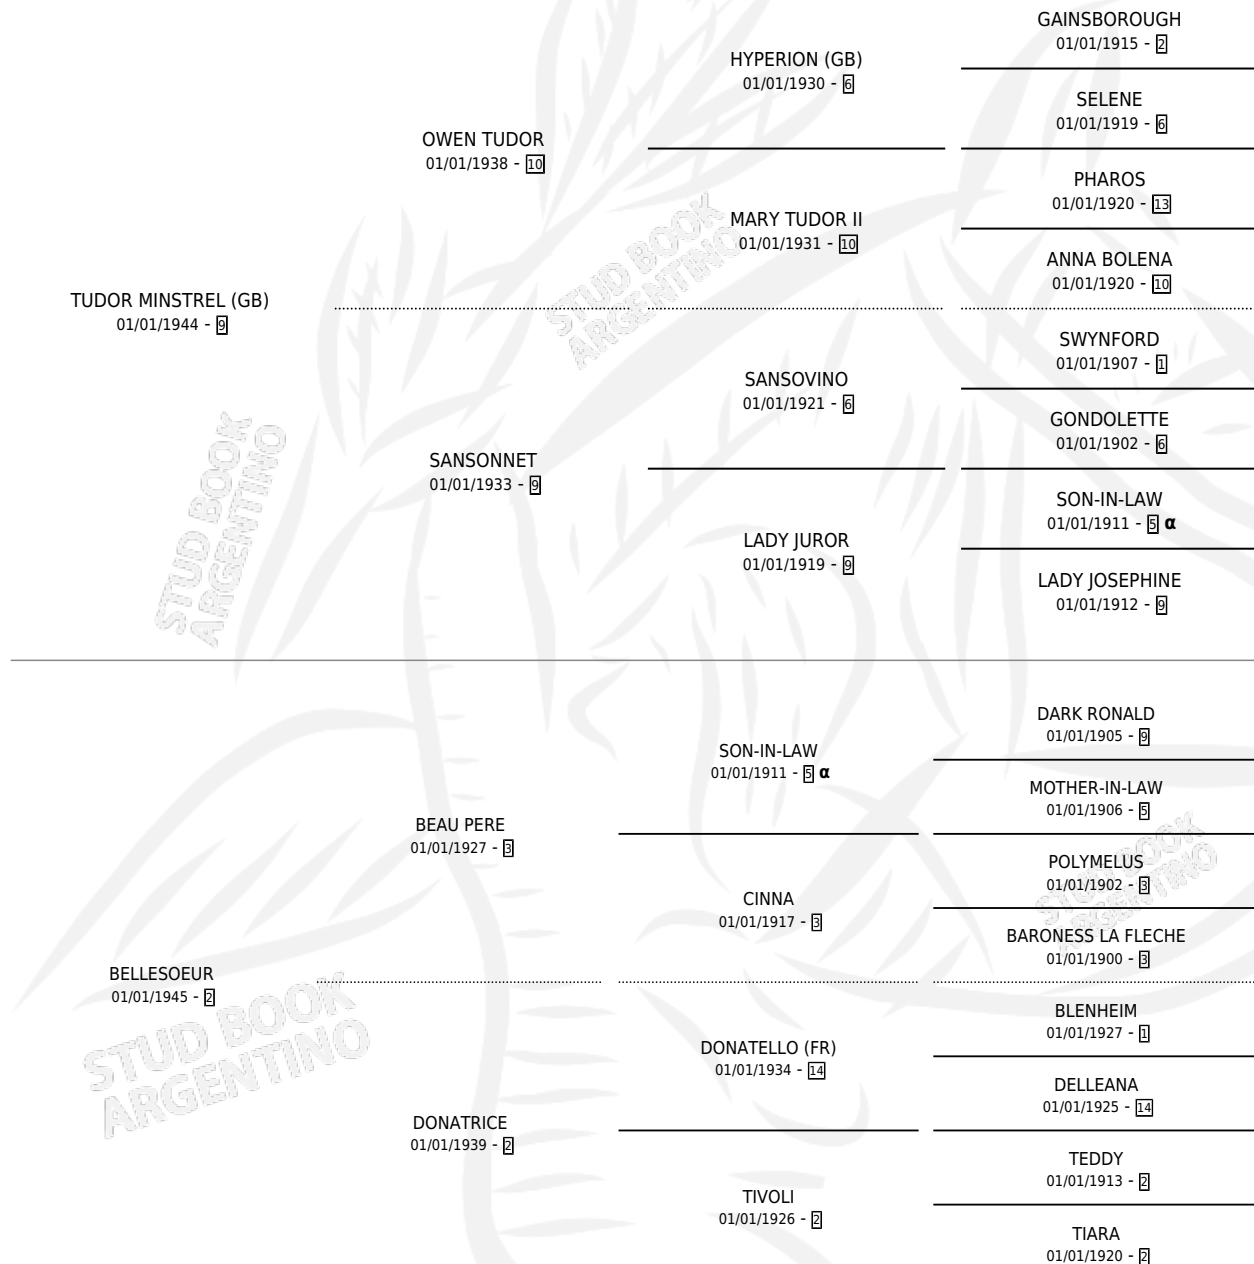 GAINSBOROUGH
01/01/1915 - 2
HYPERION (GB)
01/01/1930 - 6
SELENE
01/01/1919 - 6
OWEN TUDOR
01/01/1938 - 10
PHAROS
01/01/1920 - 13
MARY TUDOR II
01/01/1931 - 10
ANNA BOLENA
01/01/1920 - 10
STUD BOOK
ARGENTINO
TUDOR MINSTREL (GB)
01/01/1944 - 9
SWYNFORD
01/01/1907 - 1
SANSOVINO
01/01/1921 - 6
GONDOLETTE
01/01/1902 - 6
SANSONNET
01/01/1933 - 9
SON-IN-LAW
01/01/1911 - 5 α
LADY JUROR
01/01/1919 - 9
LADY JOSEPHINE
01/01/1912 - 9
STUD BOOK
ARGENTINO
DARK RONALD
01/01/1905 - 9
SON-IN-LAW
01/01/1911 - 5 α
MOTHER-IN-LAW
01/01/1906 - 5
BEAU PERE
01/01/1927 - 3
POLYMELUS
01/01/1902 - 3
CINNA
01/01/1917 - 3
BARONESS LA FLECHE
01/01/1900 - 3
STUD BOOK
ARGENTINO
BELLESOEUR
01/01/1945 - 2
BLENHEIM
01/01/1927 - 1
DONATELLO (FR)
01/01/1934 - 14
DELLEANA
01/01/1925 - 14
STUD BOOK
ARGENTINO
DONATRICE
01/01/1939 - 2
TEDDY
01/01/1913 - 2
TIVOLI
01/01/1926 - 2
TIARA
01/01/1920 - 2